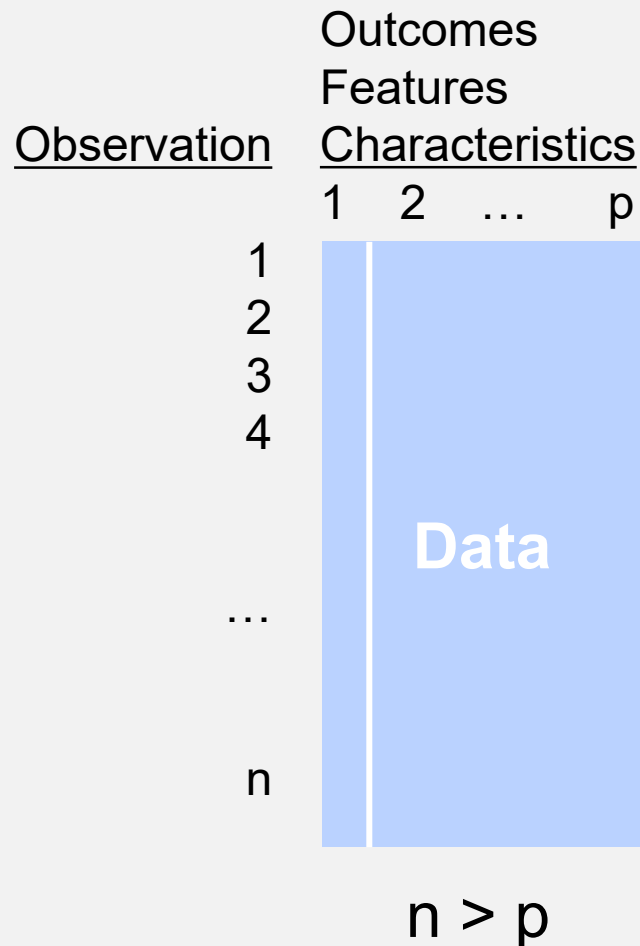 Outcomes
Features
Observation Characteristics
1 2 … p
1
2
3
4
Data
…
n
n > p